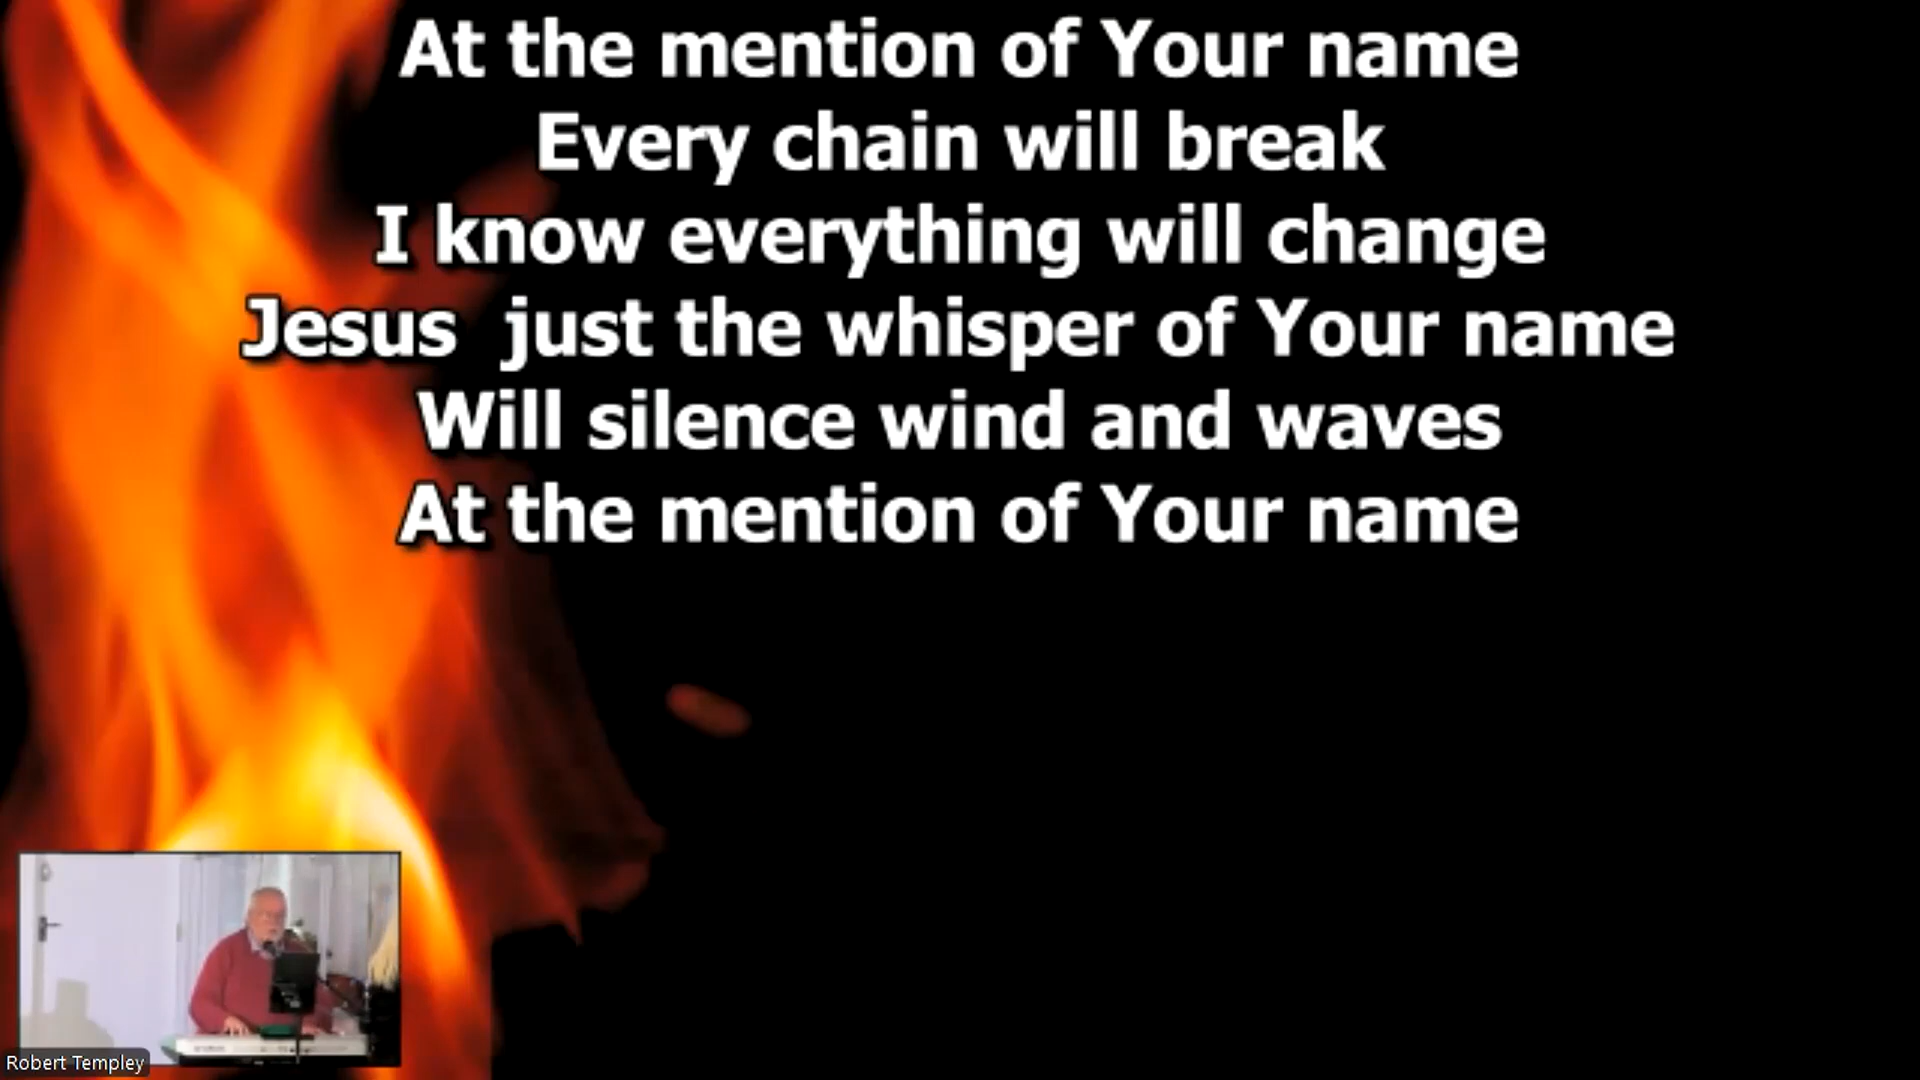 At the mention of Your name
Every chain will break
I know everything will change
Jesus  just the whisper of Your name
Will silence wind and waves
At the mention of Your name
Robert Templey